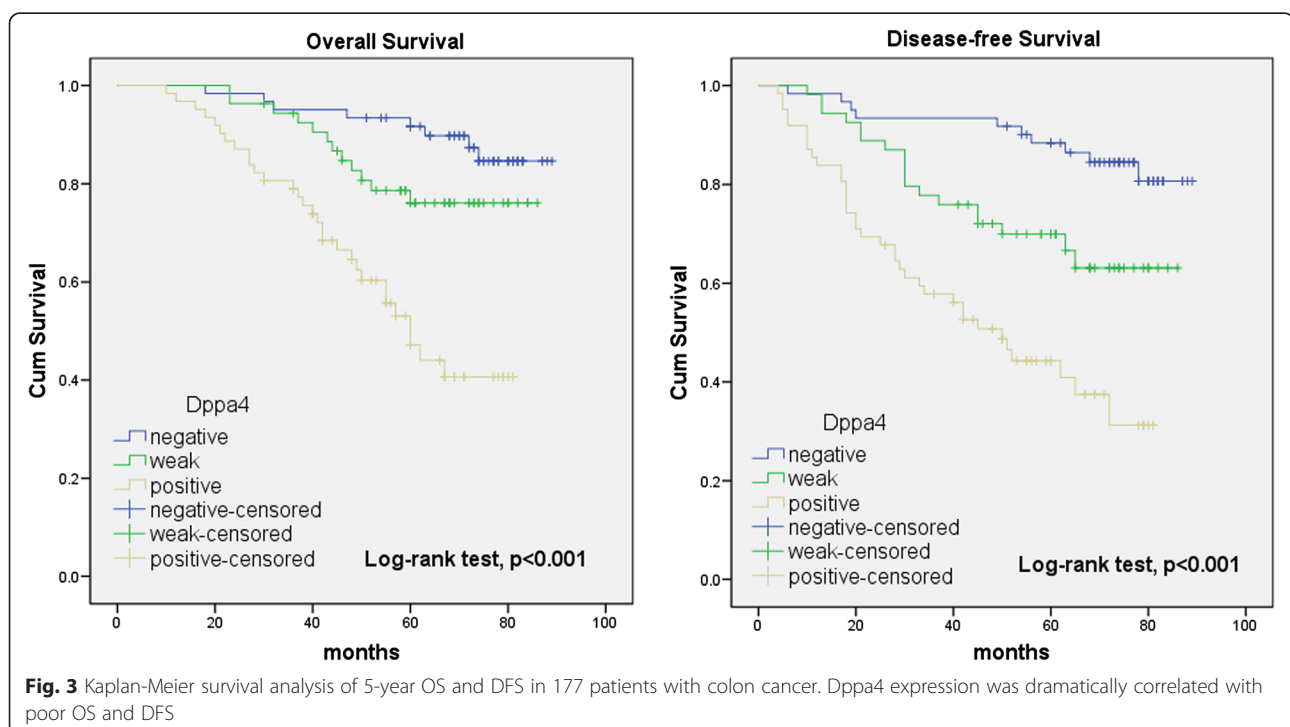 Overall Survival
1.0
0.8
0.6
0.4
0.2
0.0
Cum Survival
Dppa4
negative
weak
positive
negative-censored
weak-censored
positive-censored
Log-rank test, p<0.001
0 20 40 60 80 100
months
Disease-free Survival
1.0
0.8
0.6
0.4
0.2
0.0
Cum Survival
Dppa4
negative
weak
positive
negative-censored
weak-censored
positive-censored
Log-rank test, p<0.001
0 20 40 60 80 100
months
Fig. 3 Kaplan-Meier survival analysis of 5-year OS and DFS in 177 patients with colon cancer. Dppa4 expression was dramatically correlated with
poor OS and DFS